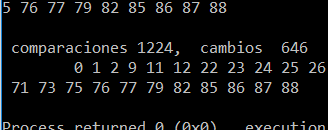 5 76 77 79 82 85 86 87 88
comparaciones 1224,  cambios  646
0 1 2 9 11 12 22 23 24 25 26
71 73 75 76 77 79 82 85 86 87 88
Process returned 0 (0x0)   execution